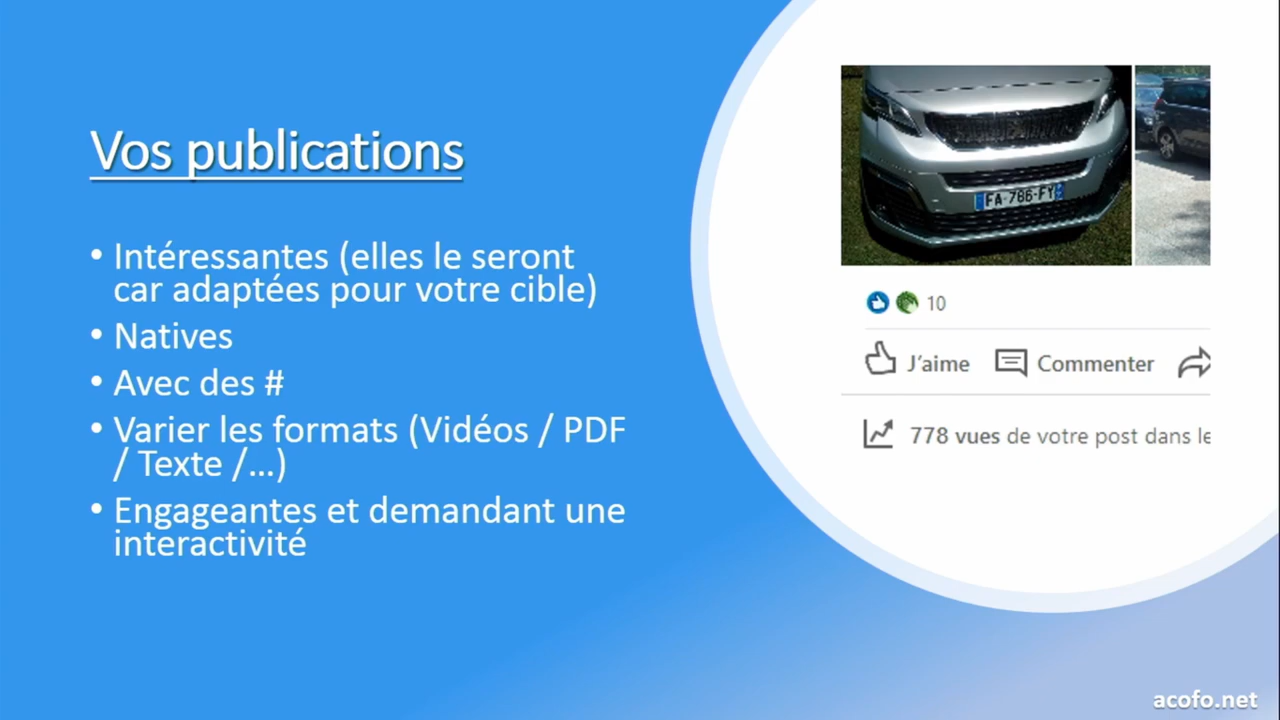 Vos publications
• Intéressantes (elles le seront
car adaptées pour votre cible)
• Natives
• Avec des #
• Varier les formats (Vidéos / PDF
/ Texte /...)
• Engageantes et demandant une
interactivité
FA-786-FY
10
J'aime Commenter
778 vues de votre post dans le
acofo.net